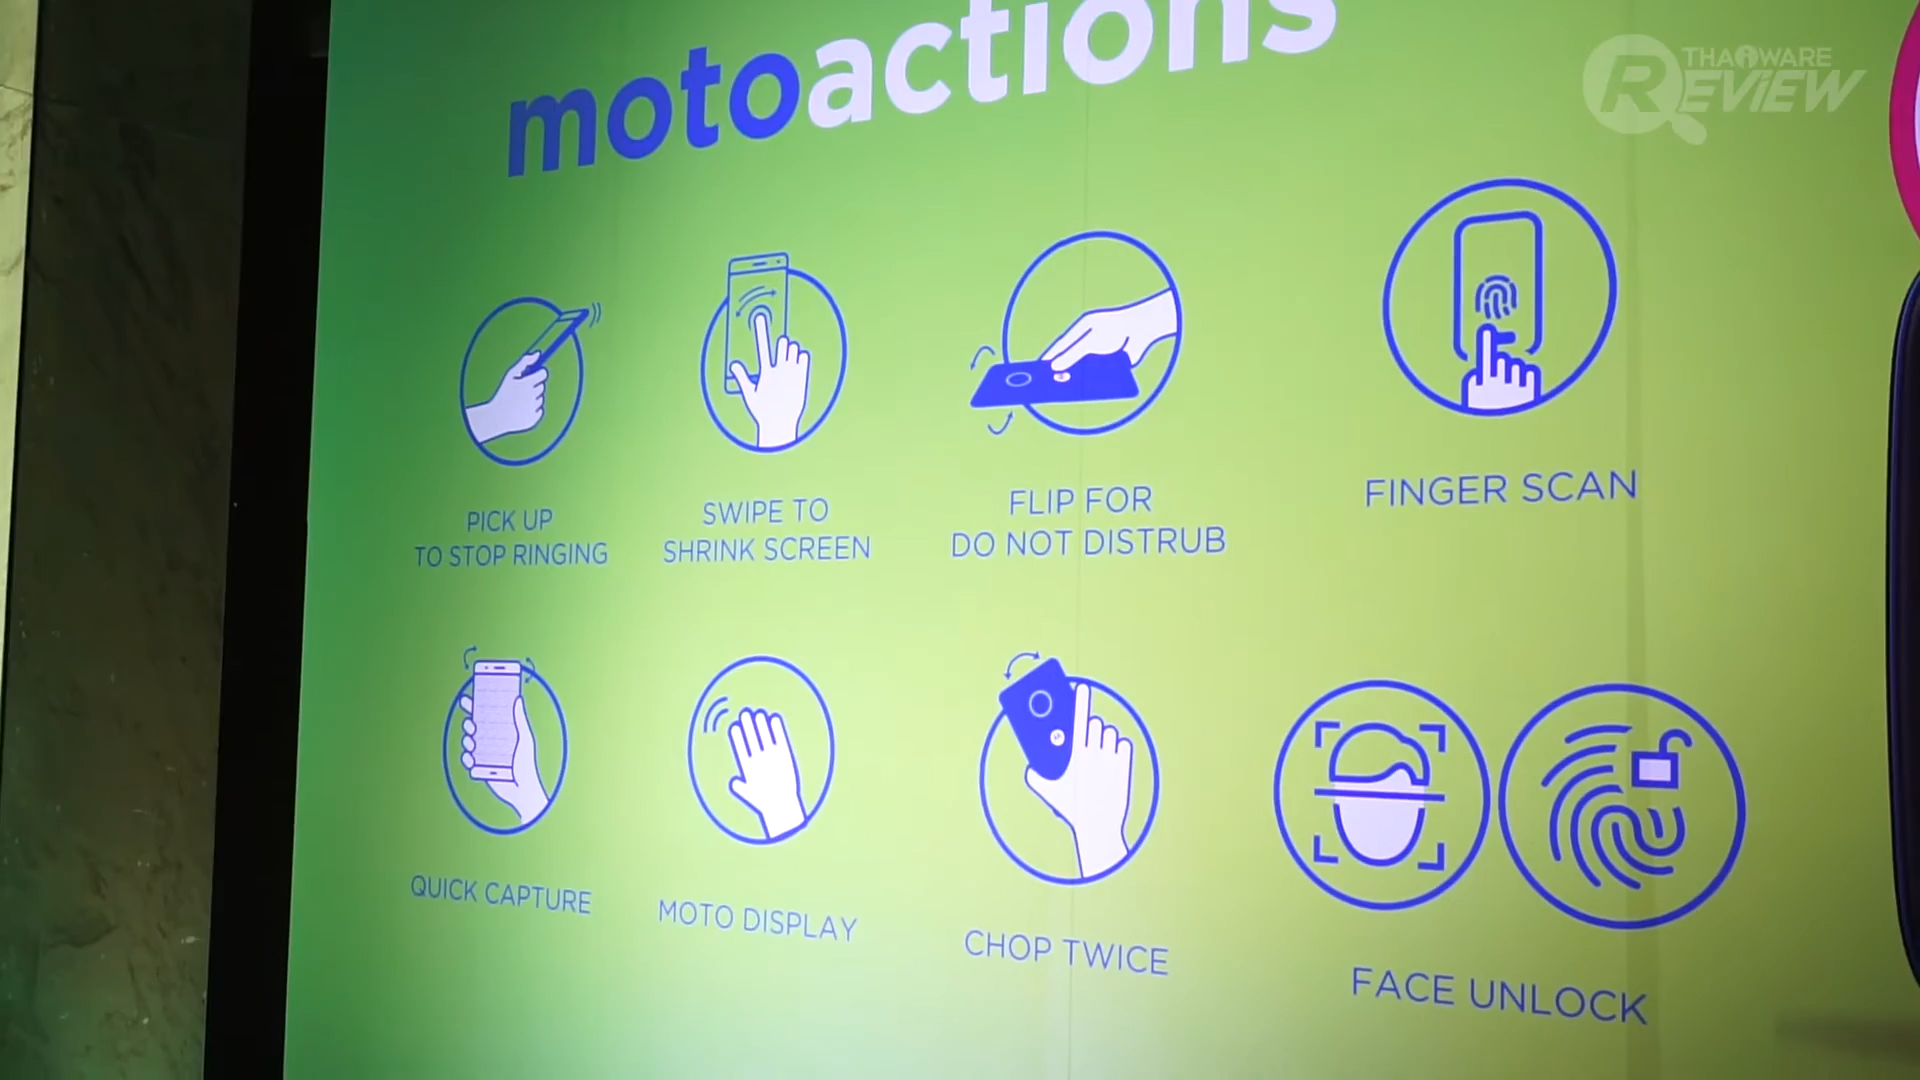 motoactions
THAIWARE
REVIEW
PICK UP
TO STOP RINGING
SWIPE TO
SHRINK SCREEN
FLIP FOR
DO NOT DISTRUB
FINGER SCAN
QUICK CAPTURE
MOTO DISPLAY
CHOP TWICE
FACE UNLOCK